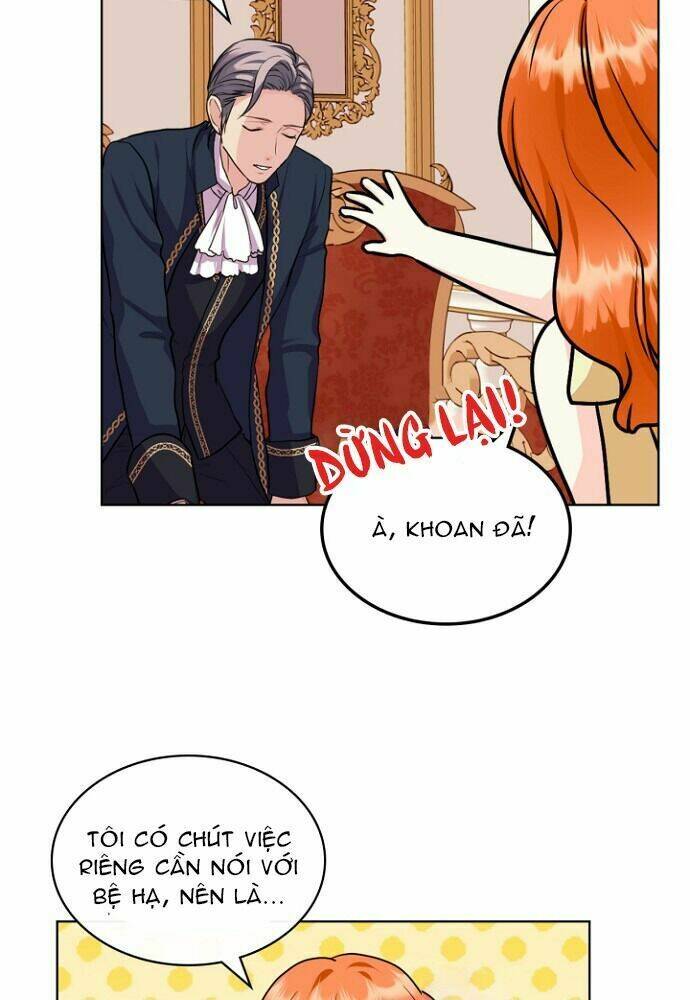 DỪNG LẠI!
À, KHOAN ĐÃ!
TÔI CÓ CHÚT VIỆC
RIÊNG CẦN NÓI VỚI
BỆ HẠ, NÊN LÀ...